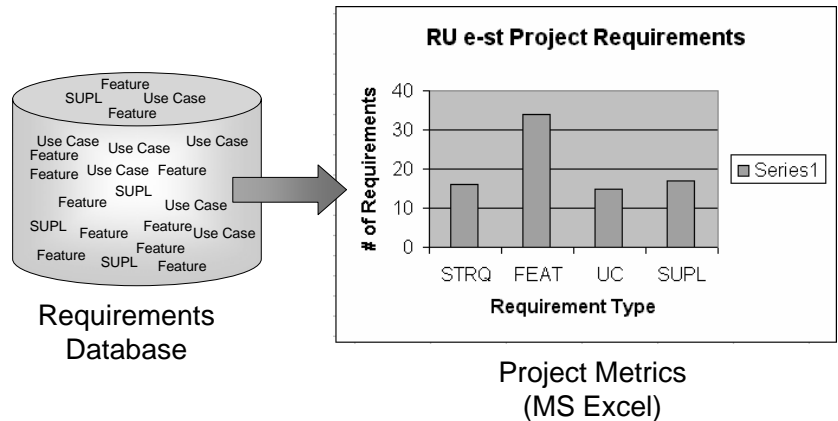 Feature
SUPL Use Case
Feature
Use Case Use Case Use Case
Feature
Feature Use Case Feature
SUPL
Feature Use Case
SUPL Feature Feature Use Case
Feature
Feature SUPL Feature
Requirements
Database
RU e-st Project Requirements
# of Requirements
40
30
20
10
0
STRQ FEAT UC SUPL
Requirement Type
Series1
Project Metrics
(MS Excel)